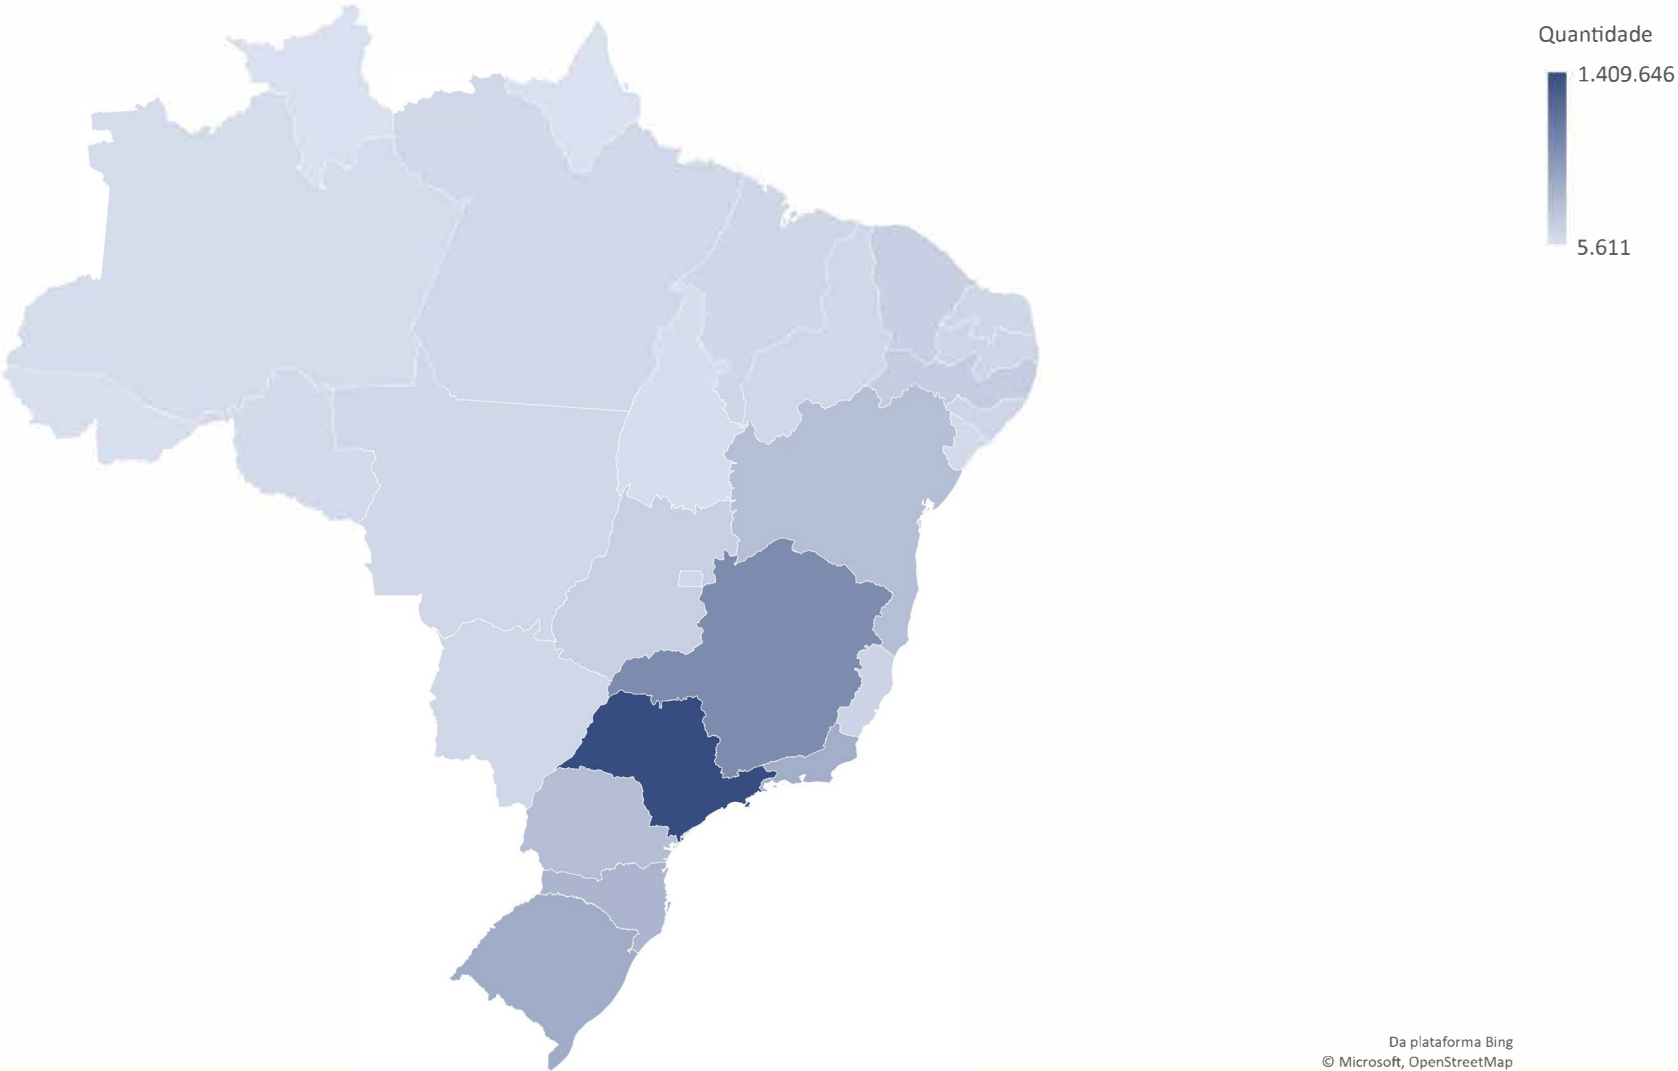 Quantidade
1.409.646
5.611
Da plataforma Bing
© Microsoft, OpenStreetMap